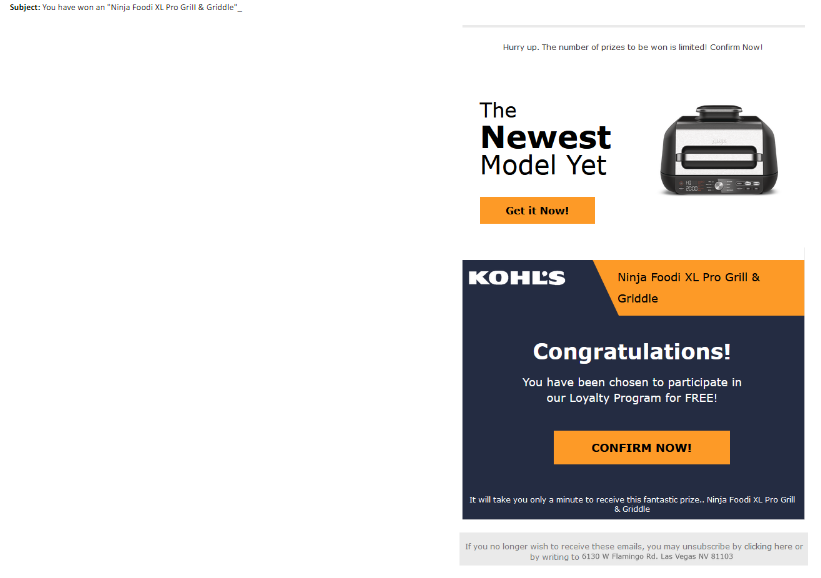 Subject: You have won an "Ninja Foodi XL Pro Grill & Griddle"_
Hurry up. The number of prizes to be won is limited! Confirm Now!
The
Newest
Model Yet
Get it Now!
KOHL'S
Ninja Foodi XL Pro Grill &
Griddle
Congratulations!
You have been chosen to participate in
our Loyalty Program for FREE!
CONFIRM NOW!
It will take you only a minute to receive this fantastic prize.. Ninja Foodi XL Pro Grill
& Griddle
If you no longer wish to receive these emails, you may unsubscribe by clicking here or
by writing to 6130 W Flamingo Rd. Las Vegas NV 81103